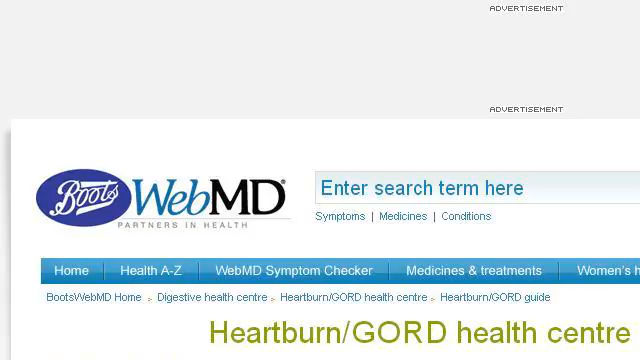 ADVERTISEMENT
ADVERTISEMENT
Boots WebMD®
PARTNERS IN HEALTH
Enter search term here
Symptoms | Medicines | Conditions
Home Health A-Z WebMD Symptom Checker Medicines & treatments Women's h
BootsWebMD Home > Digestive health centre > Heartburn/GORD health centre > Heartburn/GORD guide
Heartburn/GORD health centre